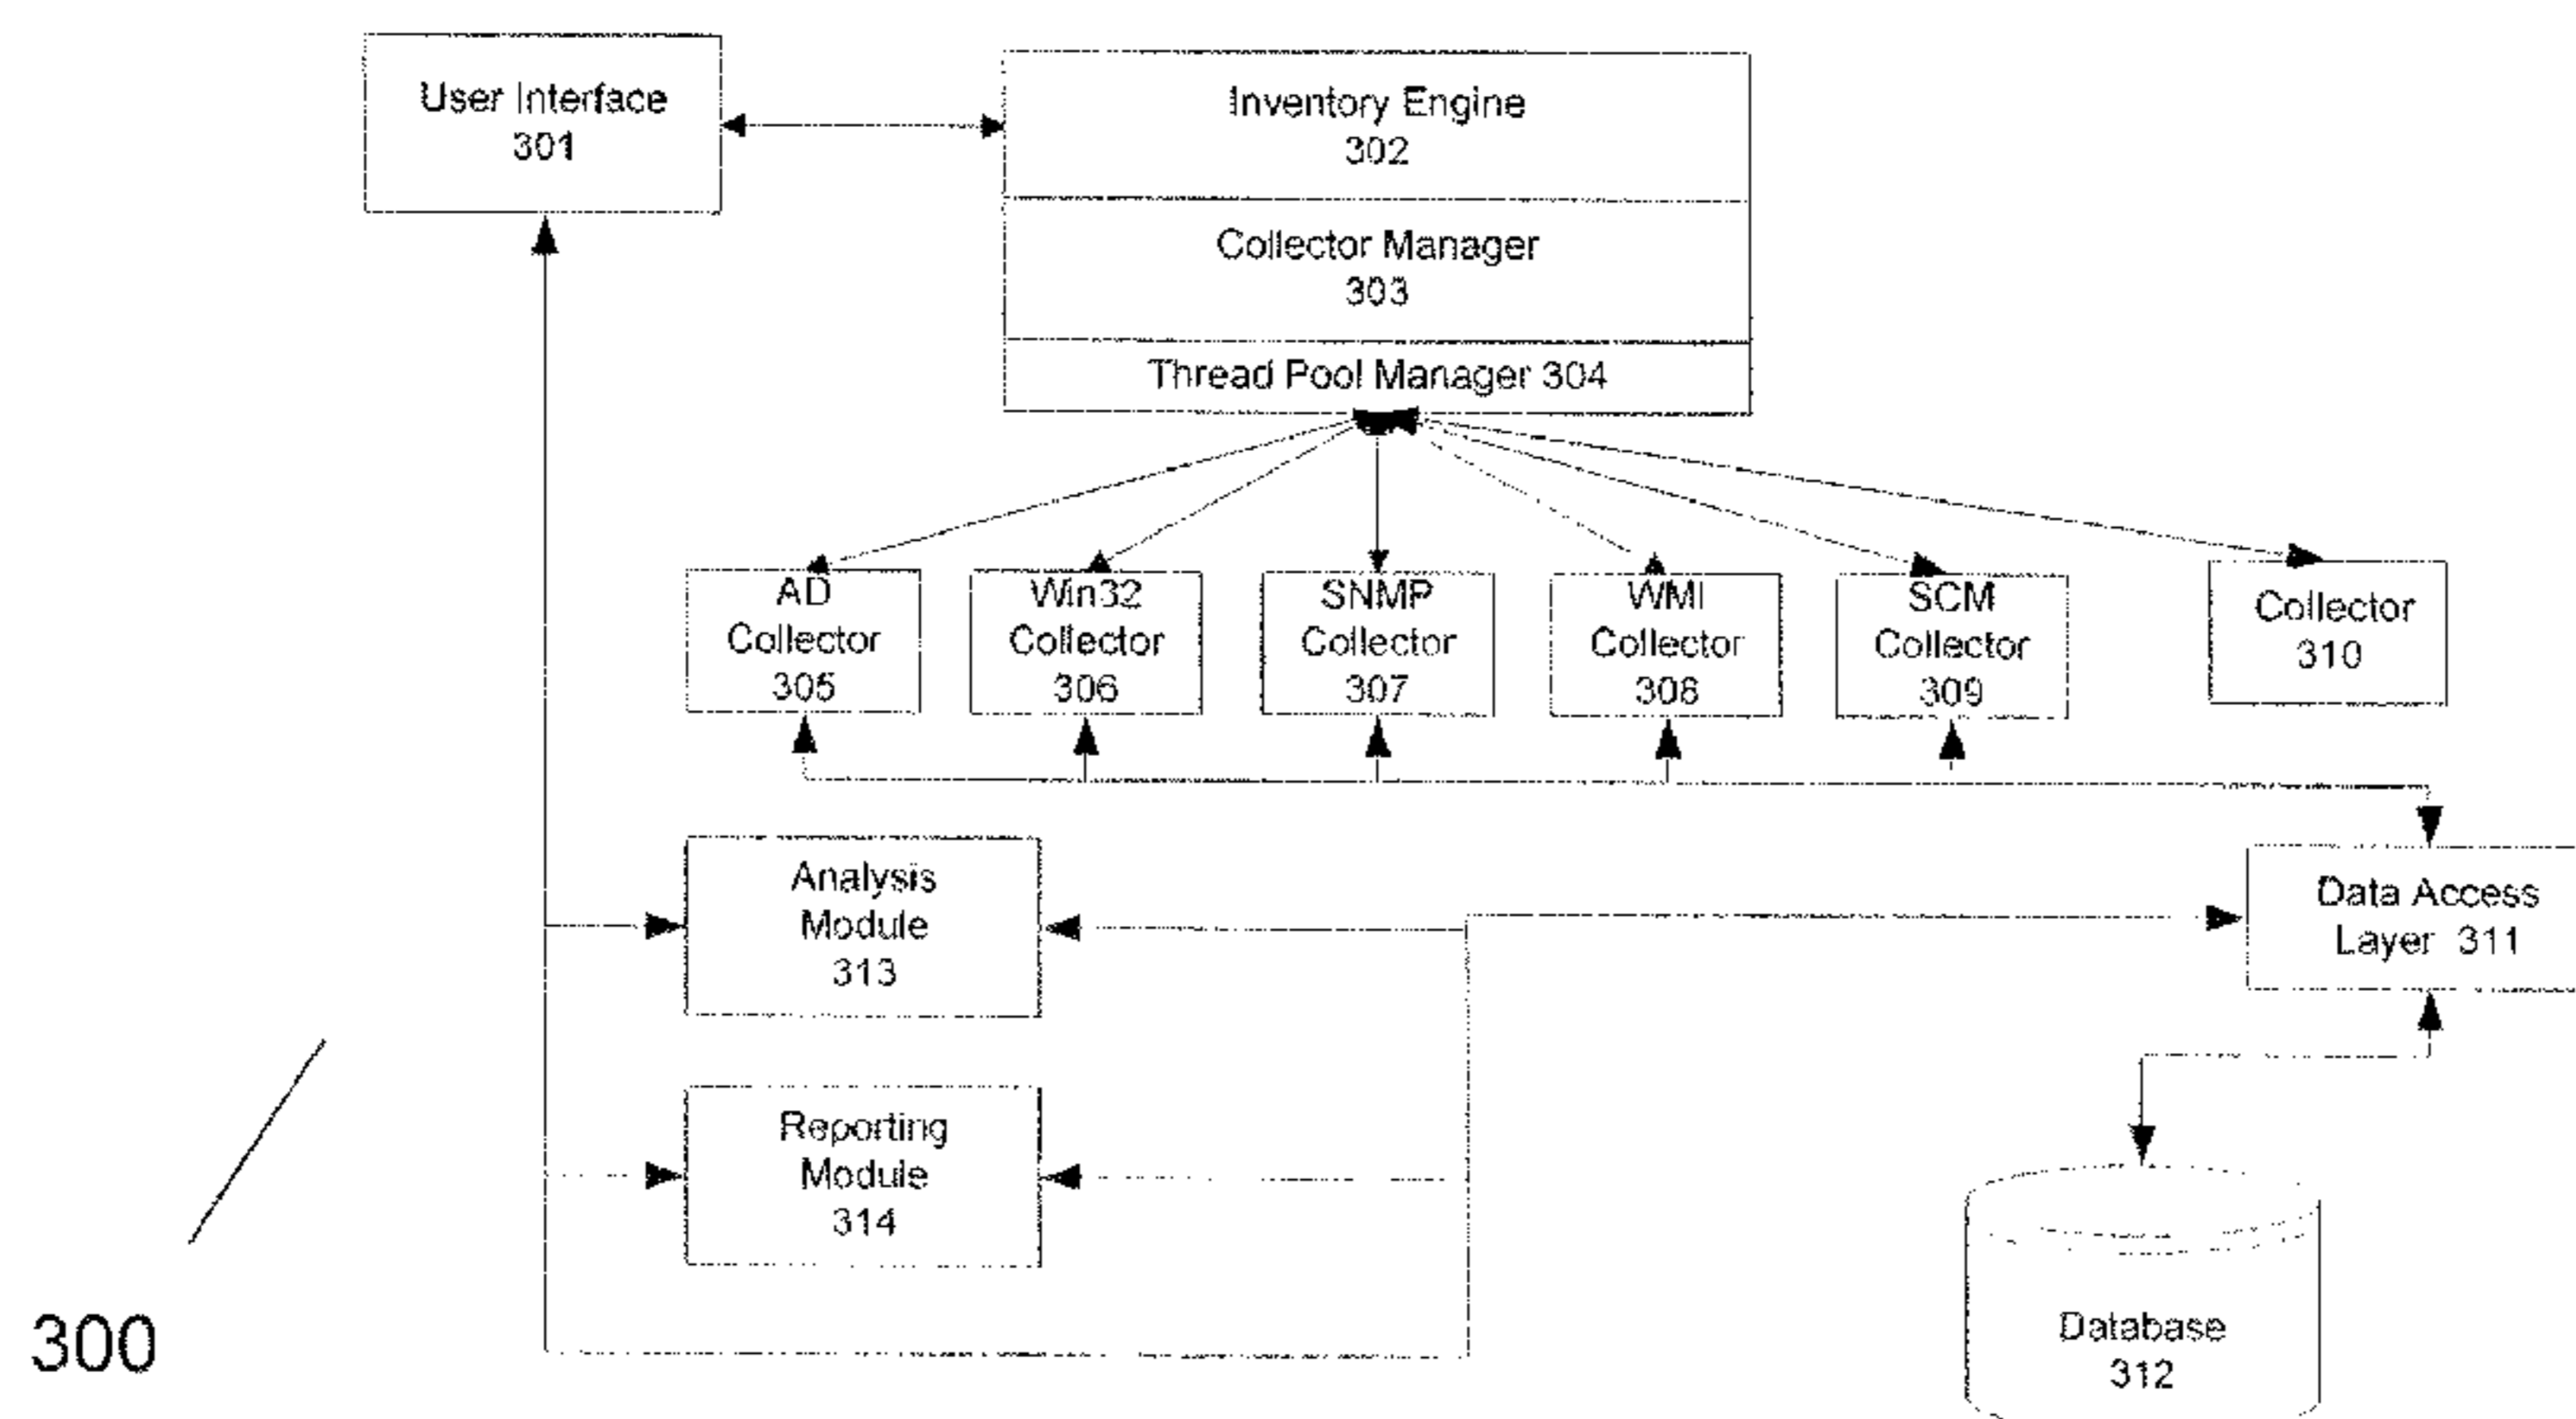 User Interface
301
Inventory Engine
302
Collector Manager
303
Thread Pool Manager 304
AD
Collector
305
Win32
Collector
306
SNMP
Collector
307
WMI
Collector
308
SCM
Collector
309
Collector
310
Analysis
Module
313
Data Access
Layer 311
Reporting
Module
314
Database
312
300